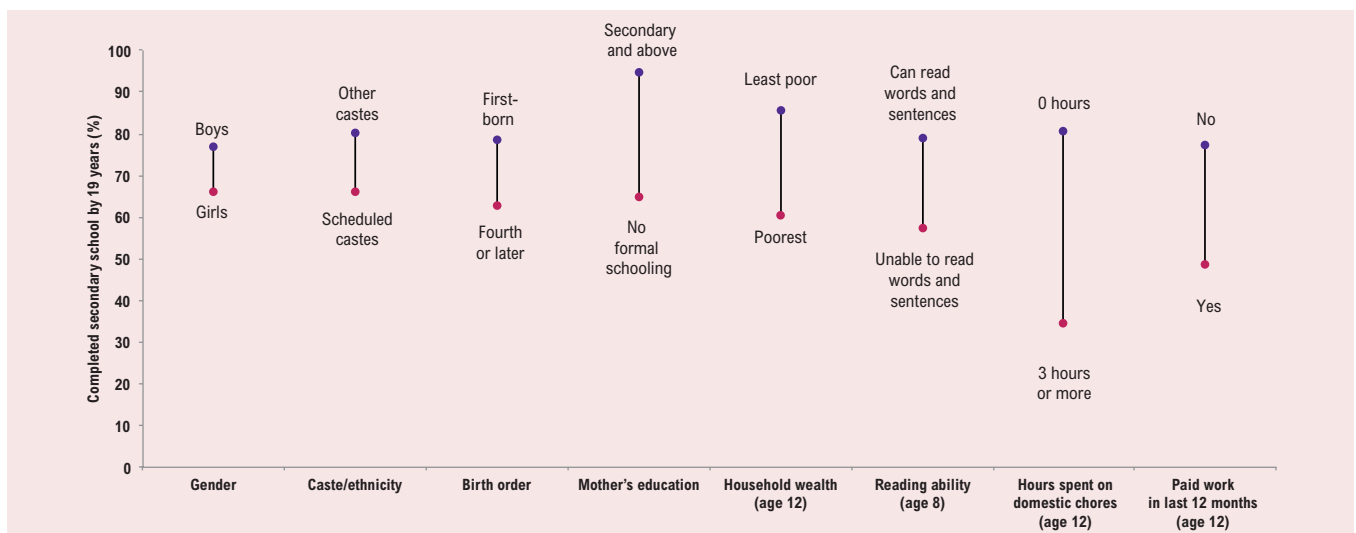 Completed secondary school by 19 years (%)
100
90
80
70
60
50
40
30
20
10
0
Boys
Girls
Other
castes
Scheduled
castes
First-
born
Fourth
or later
Secondary
and above
No
formal
schooling
Least poor
Poorest
Can read
words and
sentences
Unable to read
words and
sentences
0 hours
3 hours
or more
No
Yes
Gender
Caste/ethnicity
Birth order
Mother’s education
Household wealth
(age 12)
Reading ability
(age 8)
Hours spent on
domestic chores
(age 12)
Paid work
in last 12 months
(age 12)